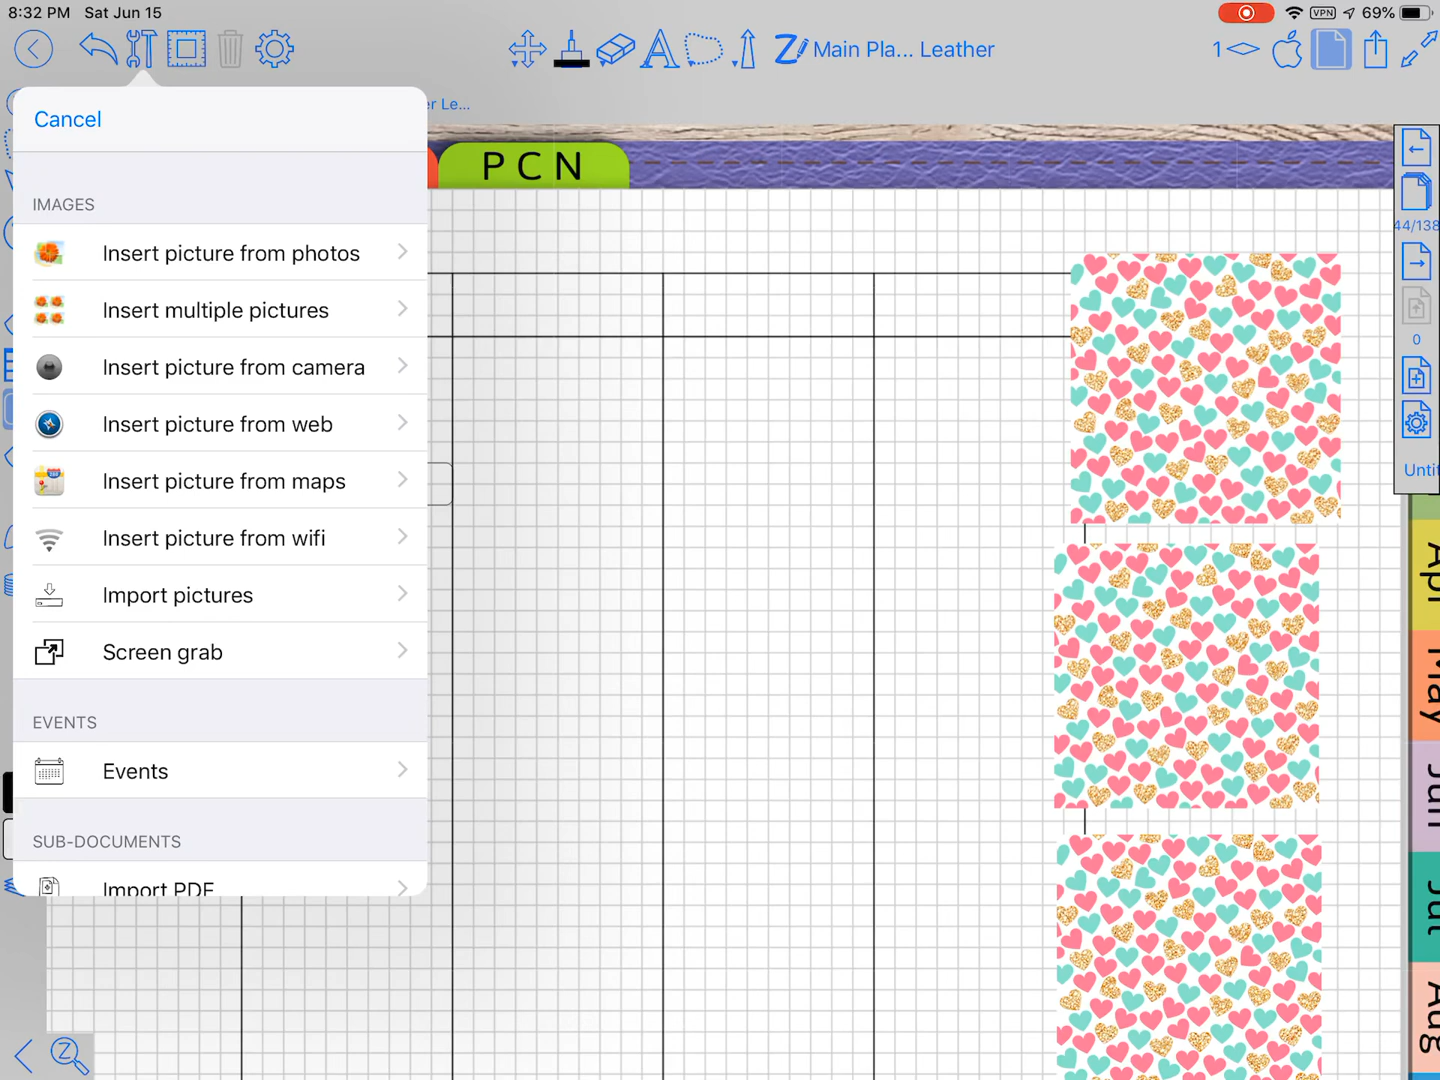 8:32 PM Sat Jun 15
VPN 69%
Main Pla... Leather
1
Cancel
er Le...
PCN
IMAGES
Insert picture from photos
Insert multiple pictures
Insert picture from camera
Insert picture from web
Insert picture from maps
Insert picture from wifi
Import pictures
Screen grab
EVENTS
Events
SUB-DOCUMENTS
Import PDF
44/138
0
Unti
Apr
May
Jun
Jul
Aug